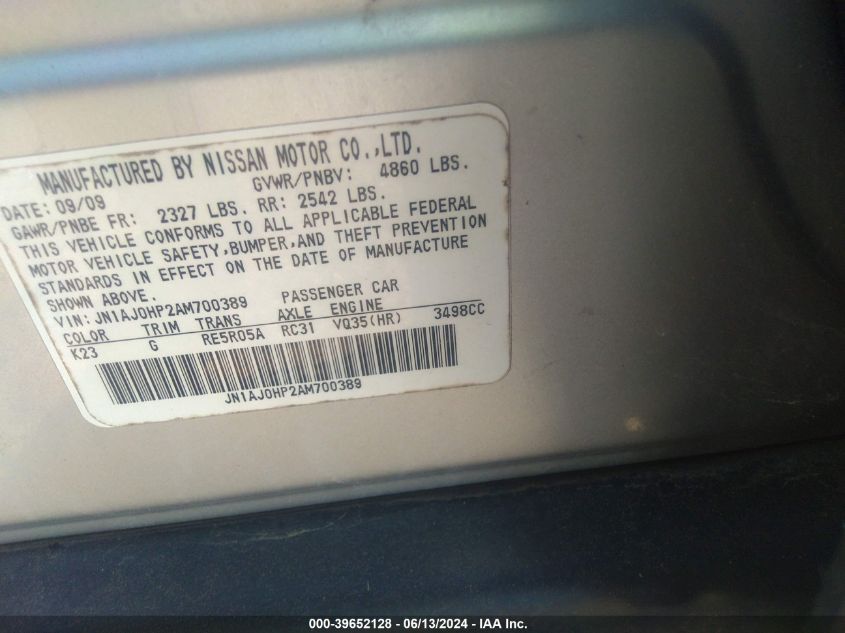 MANUFACTURED BY NISSAN MOTOR CO.,LTD.
DATE: 09/09 GVWR/PNBV: 4860 LBS.
GAWR/PNBE FR: 2327 LBS. RR: 2542 LBS.
THIS VEHICLE CONFORMS TO ALL APPLICABLE FEDERAL
MOTOR VEHICLE SAFETY,BUMPER,AND THEFT PREVENTION
STANDARDS IN EFFECT ON THE DATE OF MANUFACTURE
SHOWN ABOVE.
VIN: JN1AJ0HP2AM700389 PASSENGER CAR
COLOR TRIM TRANS AXLE ENGINE
K23 G RE5R05A RC31 VQ35(HR) 3498CC
JN1AJ0HP2AM700389
000-39652128 - 06/13/2024 - IAA Inc.